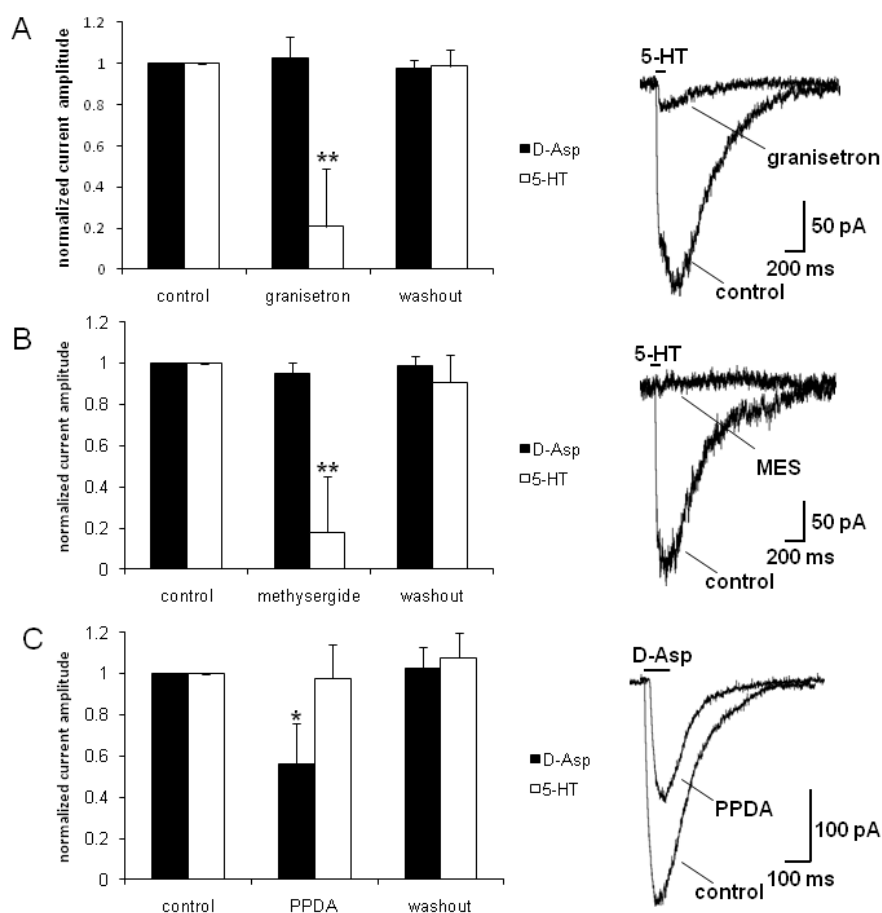 A
normalized current amplitude
1.2
1
0.8
0.6
0.4
0.2
0
**
control
granisetron
washout
D-Asp
5-HT
5-HT
granisetron
50 pA
200 ms
control
B
normalized current amplitude
1.2
1
0.8
0.6
0.4
0.2
0
**
control
methysergide
washout
D-Asp
5-HT
5-HT
MES
50 pA
200 ms
control
C
normalized current amplitude
1.2
1
0.8
0.6
0.4
0.2
0
*
control
PPDA
washout
D-Asp
5-HT
D-Asp
PPDA
100 pA
100 ms
control